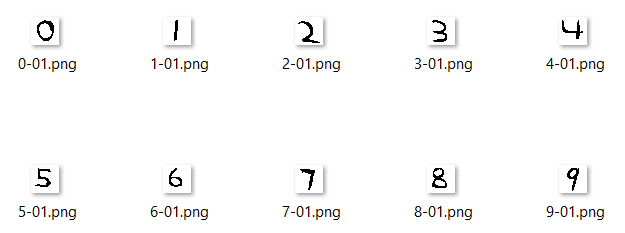 0 1 2 3 4
0-01.png 1-01.png 2-01.png 3-01.png 4-01.png
5 6 7 8 9
5-01.png 6-01.png 7-01.png 8-01.png 9-01.png